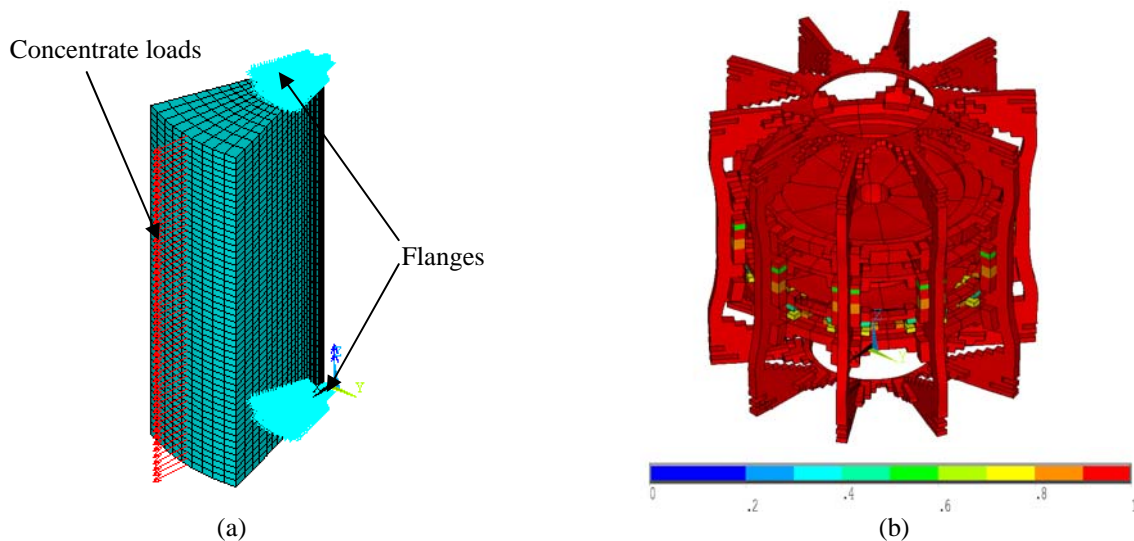 Concentrate loads
Flanges
Y
Z
Y
0 .2 .4 .6 .8 1
(a)
(b)